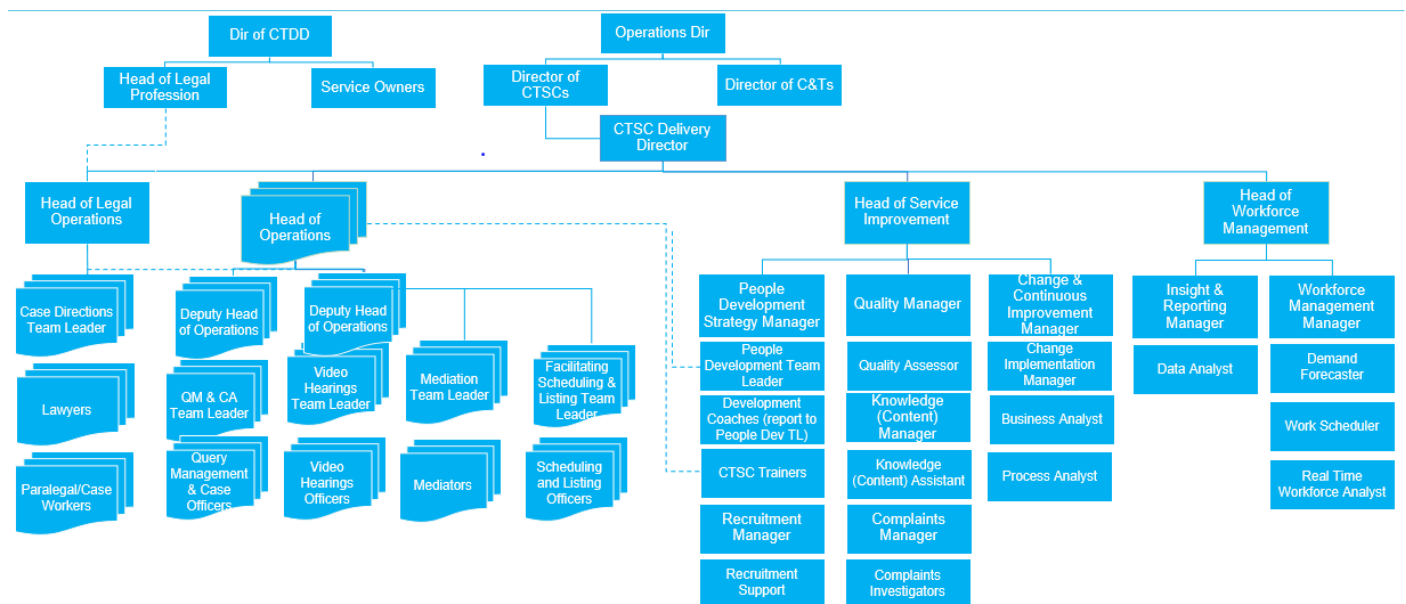 Dir of CTDD
Operations Dir
Head of Legal
Profession
Service Owners
Director of
CTSCs
Director of C&Ts
CTSC Delivery
Director
Head of Legal
Operations
Head of
Operations
Head of Service
Improvement
Head of
Workforce
Management
Case Directions
Team Leader
Deputy Head
of Operations
Deputy Head
of Operations
People
Development
Strategy Manager
Quality Manager
Change &
Continuous
Improvement
Manager
Insight &
Reporting
Manager
Workforce
Management
Manager
Lawyers
QM & CA
Team Leader
Video
Hearings
Team Leader
Mediation
Team Leader
Facilitating
Scheduling &
Listing Team
Leader
People
Development Team
Leader
Quality Assessor
Change
Implementation
Manager
Data Analyst
Demand
Forecaster
Development
Coaches (report to
People Dev TL)
Knowledge
(Content)
Manager
Business Analyst
Work Scheduler
Paralegal/Case
Workers
Query
Management
& Case
Officers
Video
Hearings
Officers
Mediators
Scheduling
and Listing
Officers
CTSC Trainers
Knowledge
(Content) Assistant
Process Analyst
Real Time
Workforce Analyst
Recruitment
Manager
Complaints
Manager
Recruitment
Support
Complaints
Investigators